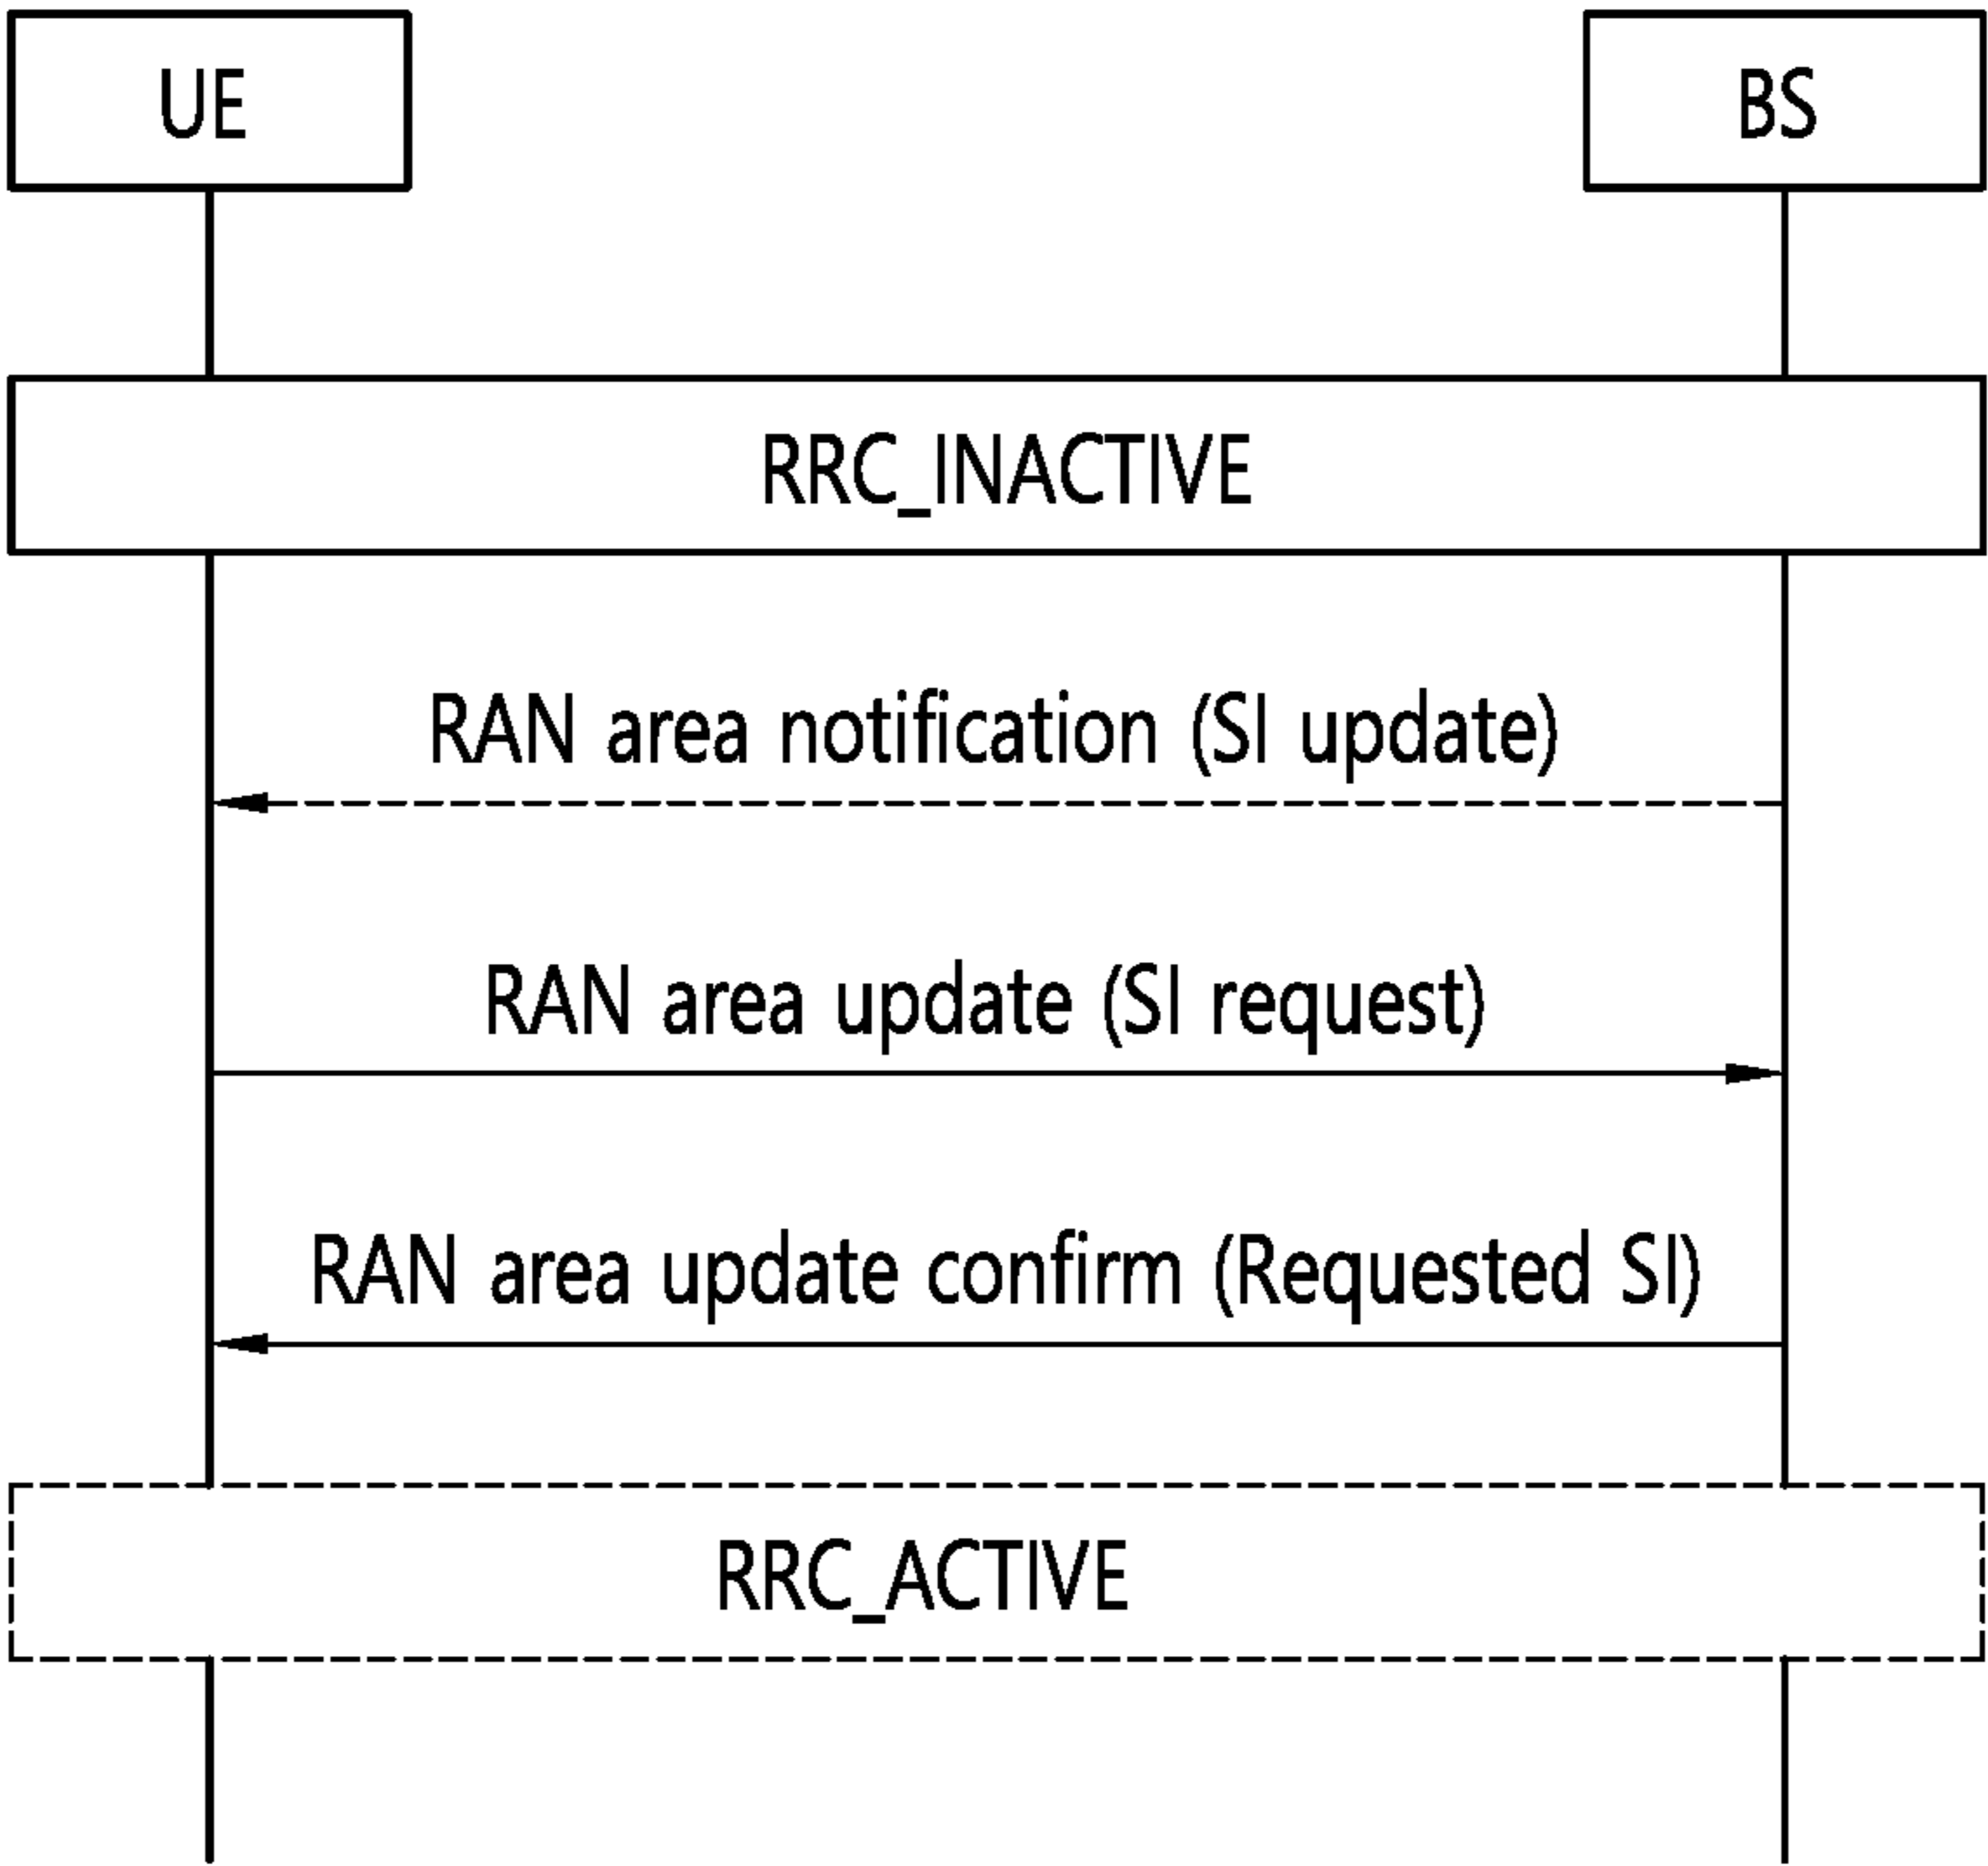 UE
BS
RRC_INACTIVE
RAN area notification (SI update)
RAN area update (SI request)
RAN area update confirm (Requested SI)
RRC_ACTIVE